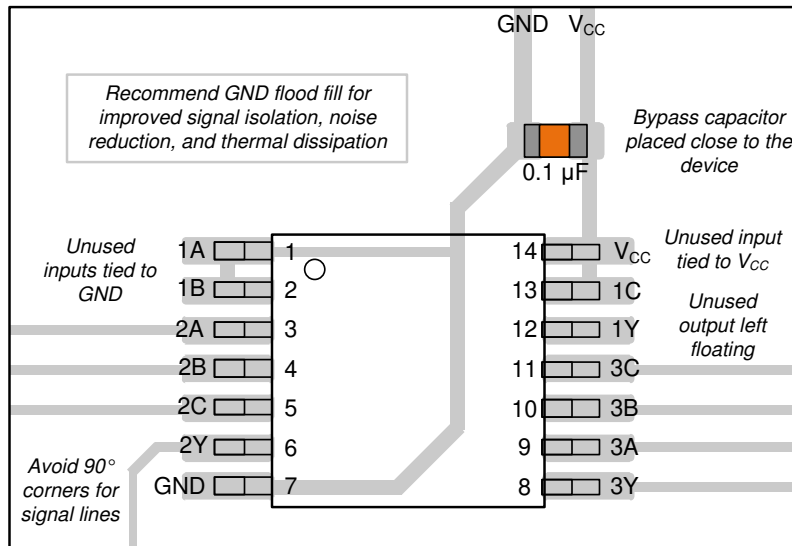 GND VCC
Recommend GND flood fill for
improved signal isolation, noise
reduction, and thermal dissipation
Bypass capacitor
placed close to the
device
0.1 µF
Unused
inputs tied to
GND
1A 1 14 VCC
1B 2 13 1C
2A 3 12 1Y
2B 4 11 3C
2C 5 10 3B
2Y 6 9 3A
GND 7 8 3Y
Unused input
tied to VCC
Unused
output left
floating
Avoid 90°
corners for
signal lines